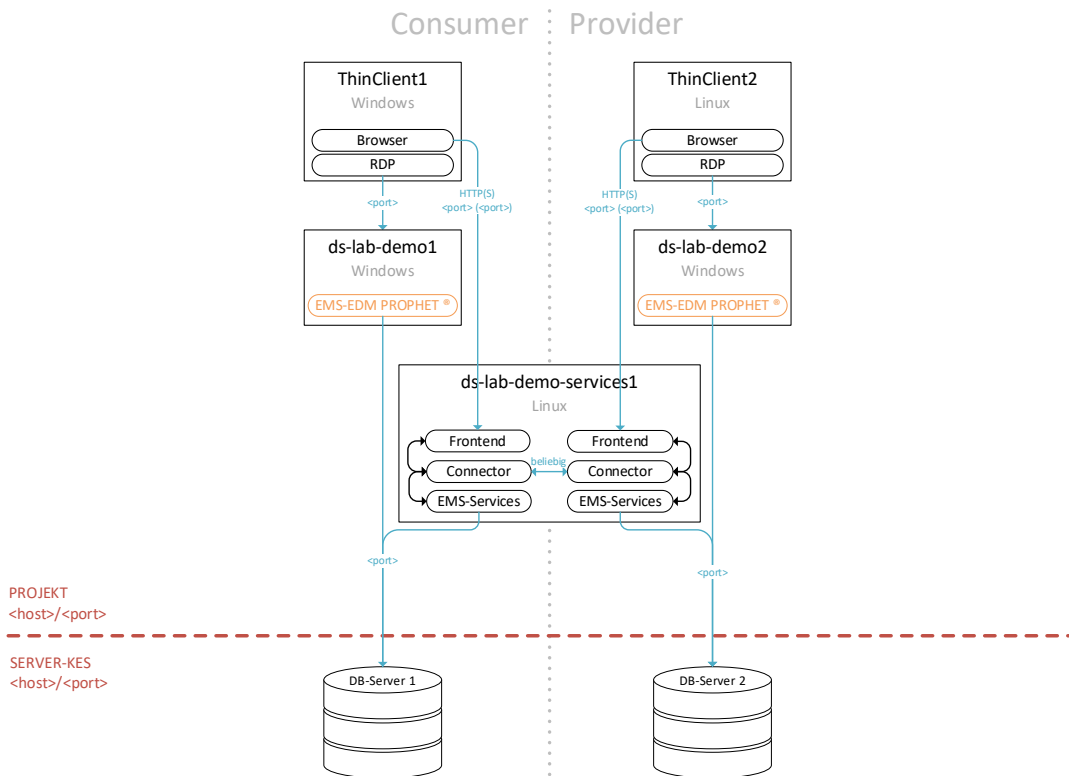 Consumer
Provider
ThinClient1
Windows
Browser
RDP
ThinClient2
Linux
Browser
RDP
HTTP(S)
<port> (<port>)
<port>
HTTP(S)
<port> (<port>)
<port>
ds-lab-demo1
Windows
EMS-EDM PROPHET ®
ds-lab-demo2
Windows
EMS-EDM PROPHET ®
ds-lab-demo-services1
Linux
Frontend
Connector
EMS-Services
beliebig
Frontend
Connector
EMS-Services
<port>
<port>
PROJEKT
<host>/<port>
SERVER-KES
<host>/<port>
DB-Server 1
DB-Server 2